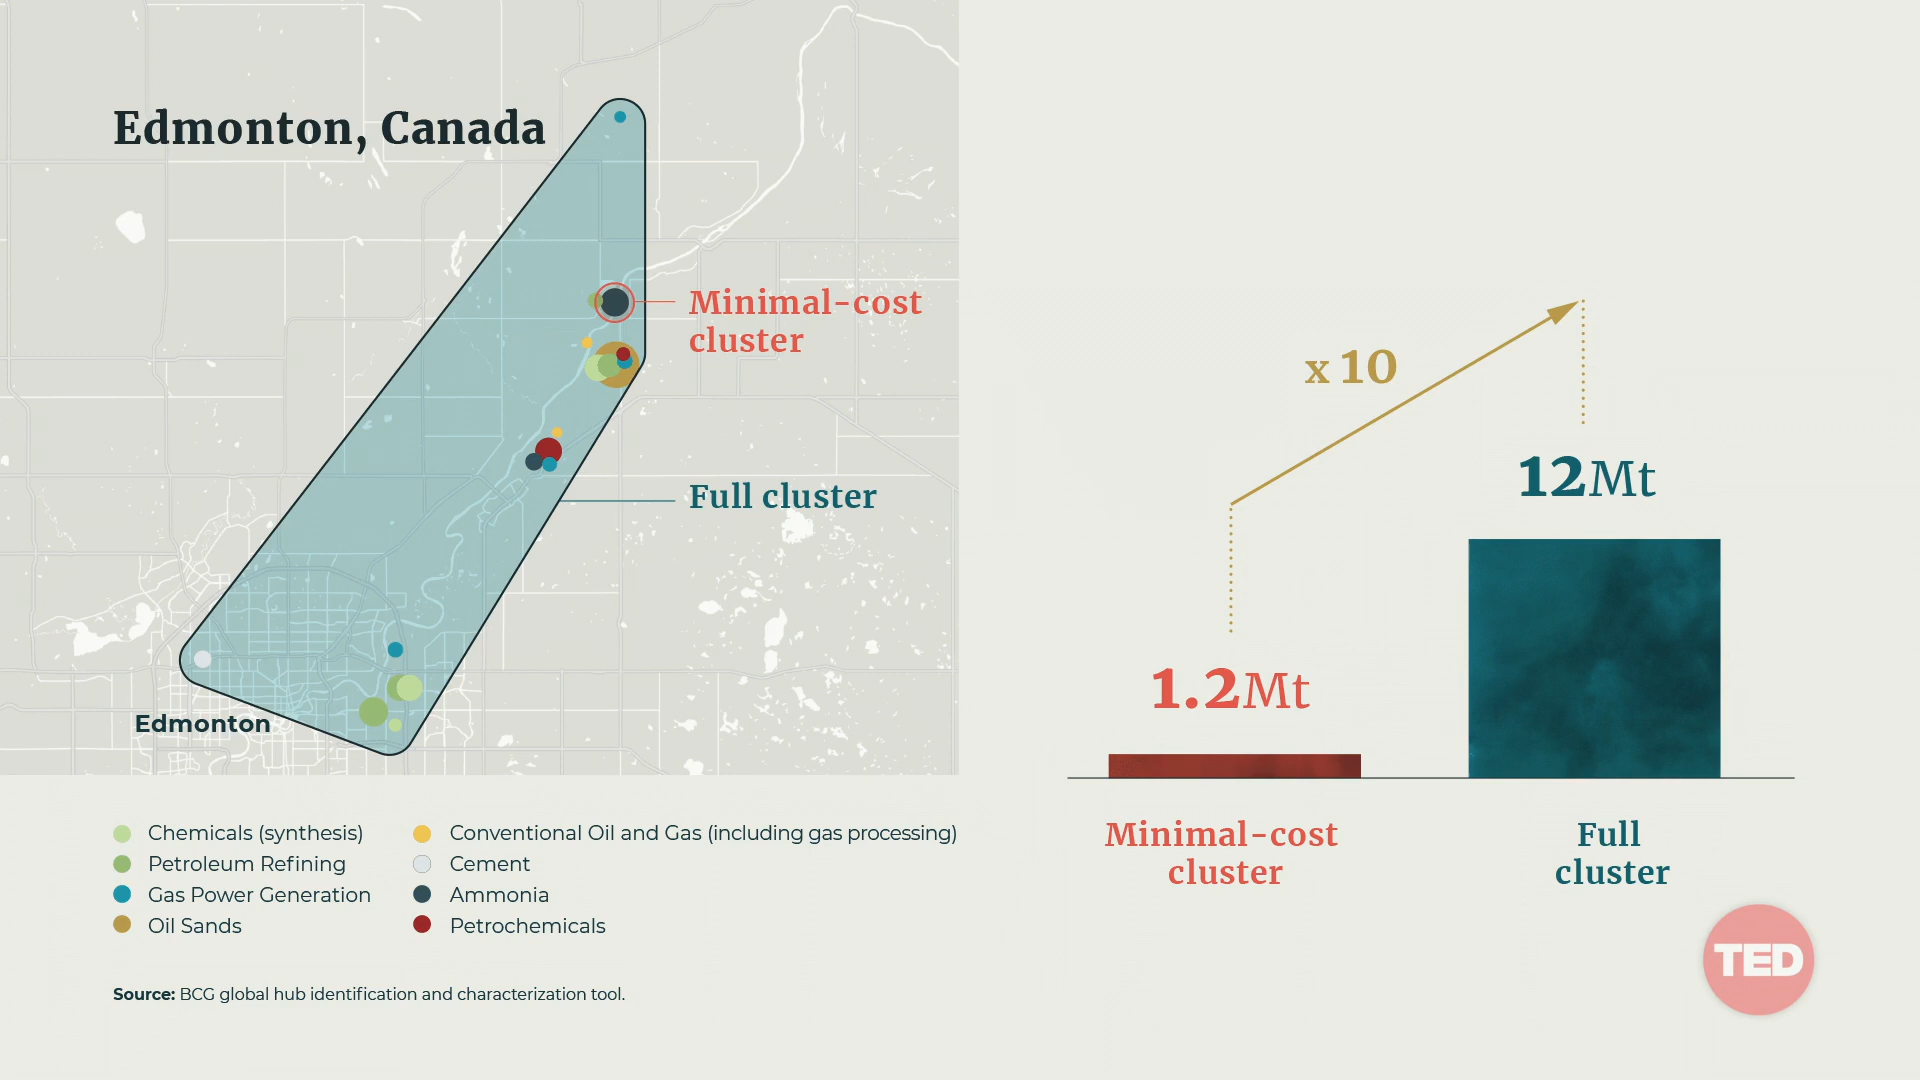 Edmonton, Canada
Minimal-cost
cluster
Full cluster
Edmonton
Chemicals (synthesis)
Petroleum Refining
Gas Power Generation
Oil Sands
Conventional Oil and Gas (including gas processing)
Cement
Ammonia
Petrochemicals
Source: BCG global hub identification and characterization tool.
x 10
12Mt
1.2Mt
Minimal-cost
cluster
Full
cluster
TED